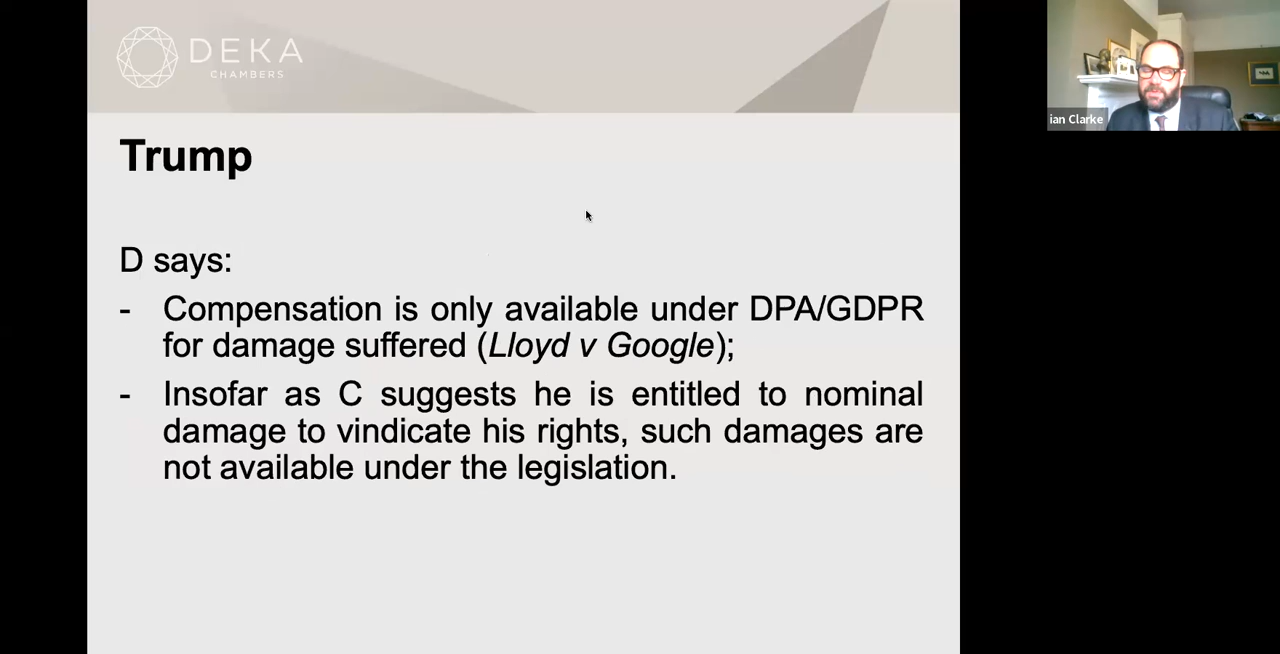 DEKA
CHAMBERS
ian Clarke
Trump
D says:
- Compensation is only available under DPA/GDPR
for damage suffered (Lloyd v Google);
- Insofar as C suggests he is entitled to nominal
damage to vindicate his rights, such damages are
not available under the legislation.